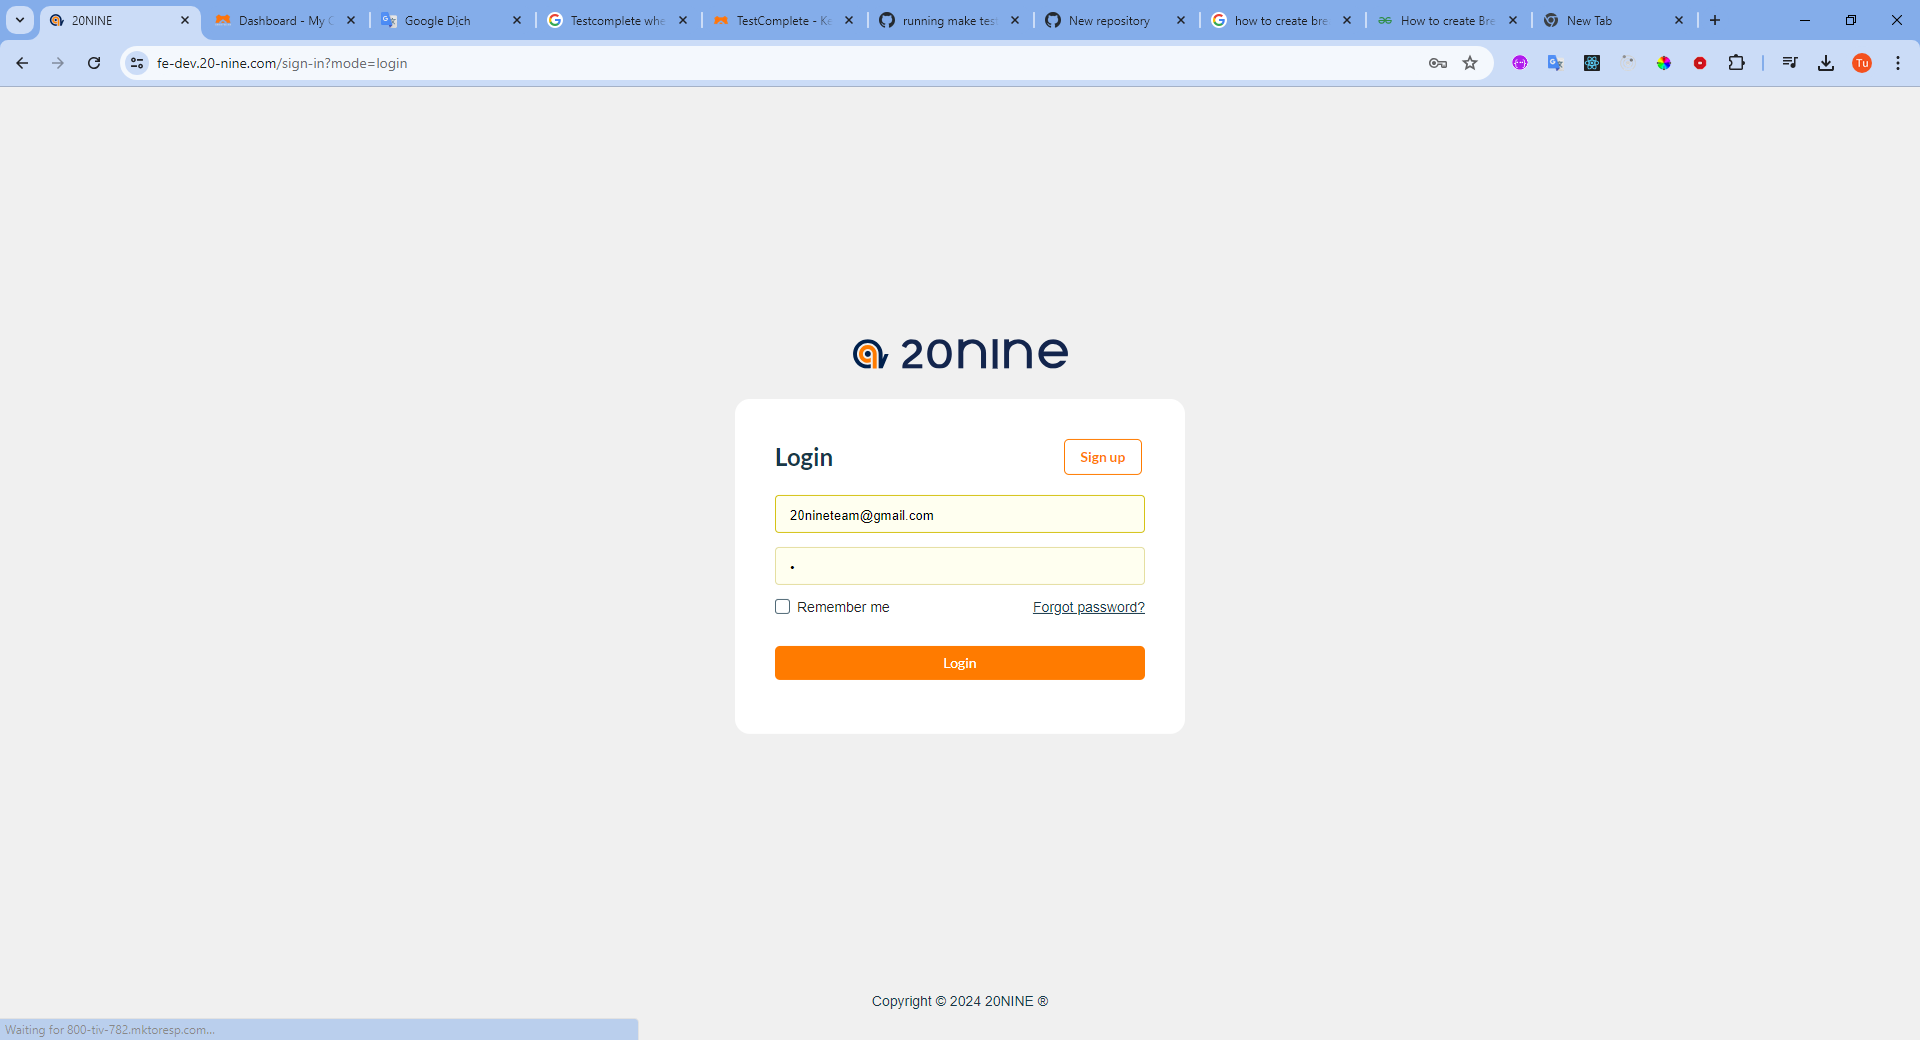 20NINE
Dashboard - My C
Google Dịch
Testcomplete whe
TestComplete - Ke
running make tes
New repository
how to create bre
How to create Bre
New Tab
fe-dev.20-nine.com/sign-in?mode=login
Tu
20NINE
Login
Sign up
20nineteam@gmail.com
Remember me
Forgot password?
Login
Copyright © 2024 20NINE ®
Waiting for 800-tiv-782.mktoresp.com...